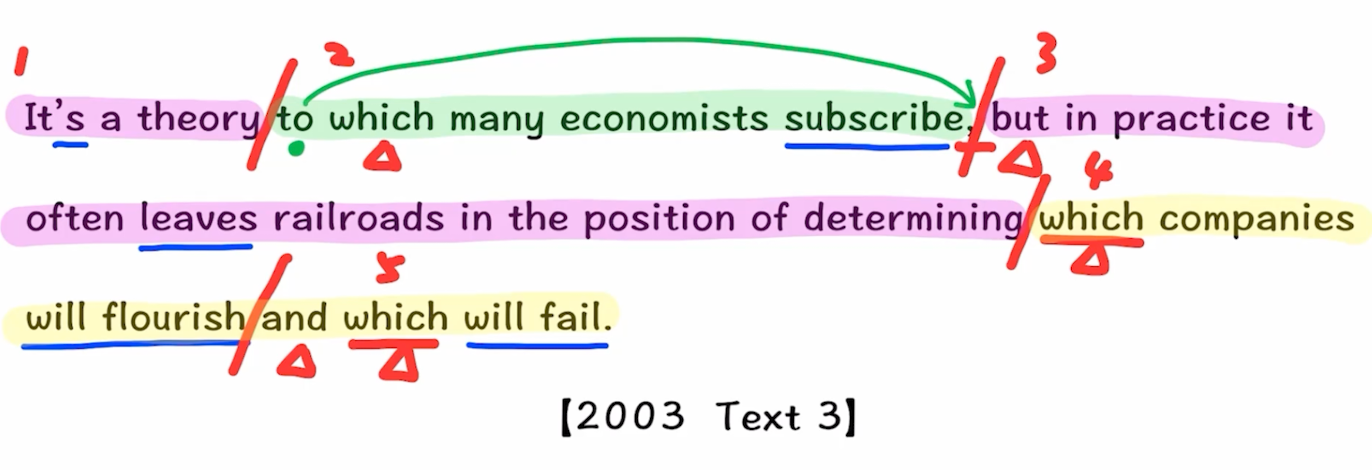 1 2 3
It's a theory to which many economists subscribe, but in practice it
4
often leaves railroads in the position of determining which companies
5
will flourish and which will fail.
【2003 Text 3】